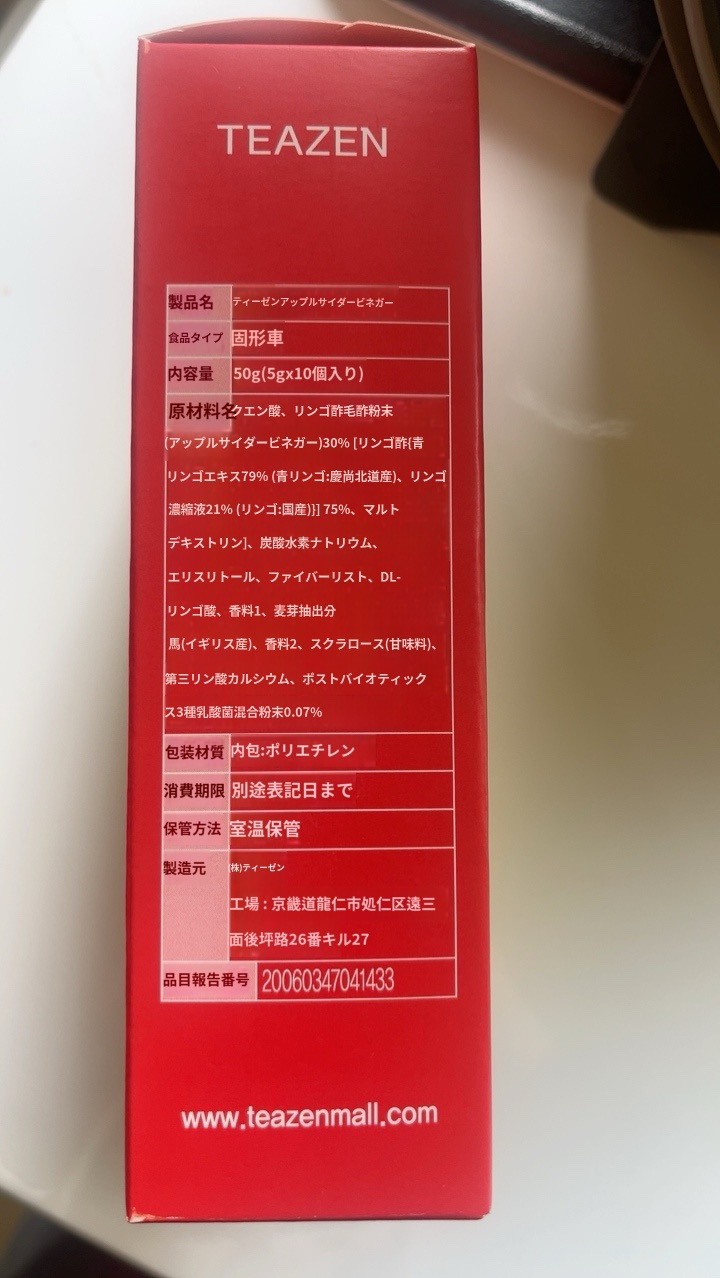 TEAZEN
製品名 ティーゼンアップルサイダービネガー
食品タイプ 固形車
内容量 50g(5gx10個入り)
原材料名 クエン酸、リンゴ酢毛酢粉末
(アップルサイダービネガー)30% [リンゴ酢{青
リンゴエキス79% (青リンゴ:慶尚北道産)、リンゴ
濃縮液21% (リンゴ:国産)}] 75%、マルト
デキストリン]、炭酸水素ナトリウム、
エリスリトール、ファイバーリスト、DL-
リンゴ酸、香料1、麦芽抽出分
馬(イギリス産)、香料2、スクラロース(甘味料)、
第三リン酸カルシウム、ポストバイオティック
ス3種乳酸菌混合粉末0.07%
包装材質 内包:ポリエチレン
消費期限 別途表記日まで
保管方法 室温保管
製造元 (株)ティーゼン
工場 : 京畿道龍仁市処仁区遠三
面後坪路26番キル27
品目報告番号 20060347041433
www.teazenmall.com